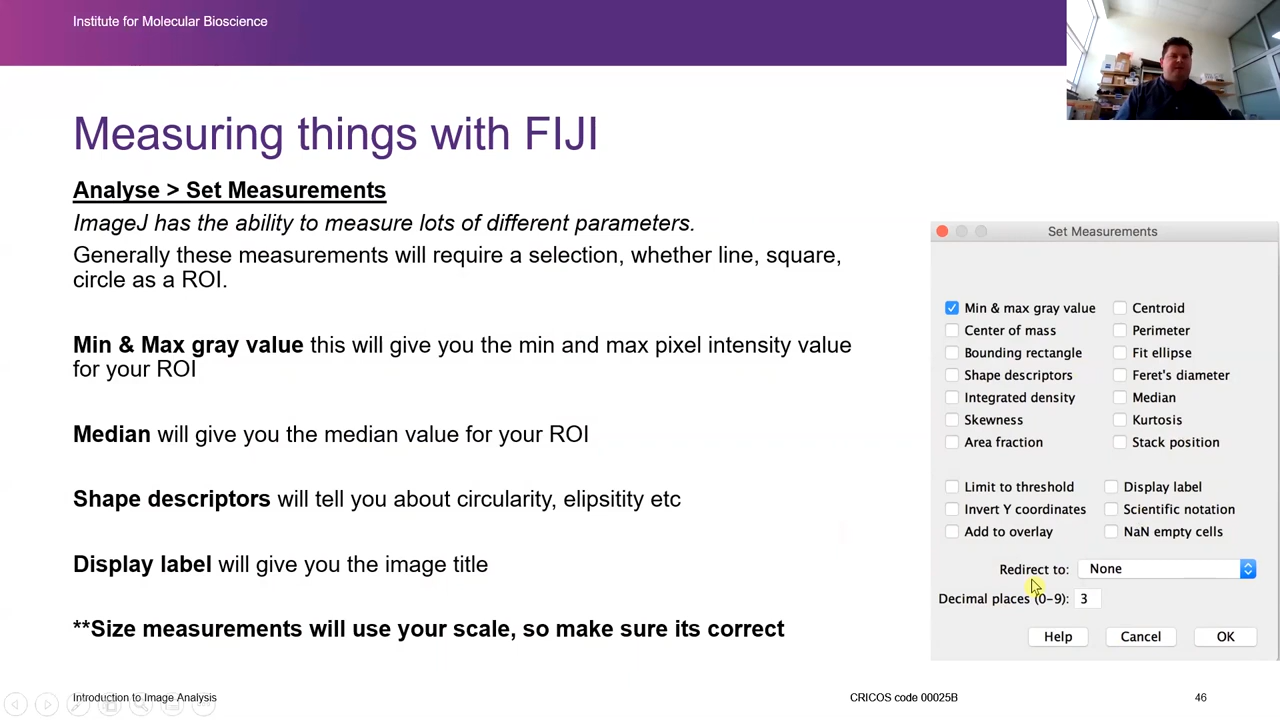 Institute for Molecular Bioscience
Measuring things with FIJI
Analyse > Set Measurements
ImageJ has the ability to measure lots of different parameters.
Generally these measurements will require a selection, whether line, square,
circle as a ROI.
Min & Max gray value this will give you the min and max pixel intensity value
for your ROI
Median will give you the median value for your ROI
Shape descriptors will tell you about circularity, elipsitity etc
Display label will give you the image title
**Size measurements will use your scale, so make sure its correct
Set Measurements
Min & max gray value Centroid
Center of mass Perimeter
Bounding rectangle Fit ellipse
Shape descriptors Feret's diameter
Integrated density Median
Skewness Kurtosis
Area fraction Stack position
Limit to threshold Display label
Invert Y coordinates Scientific notation
Add to overlay NaN empty cells
Redirect to: None
Decimal places (0-9): 3
Help Cancel OK
Introduction to Image Analysis CRICOS code 00025B 46